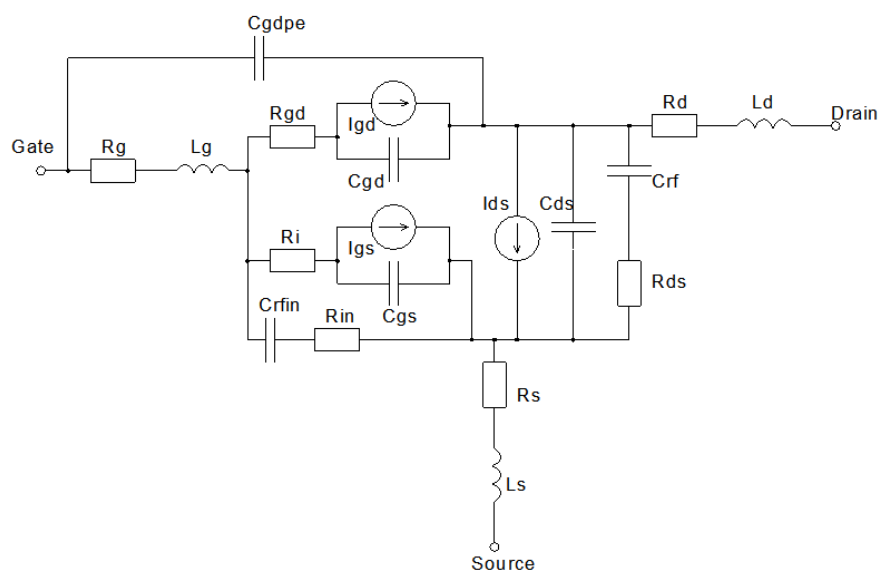 Cgdpe
Rgd
Igd
Cgd
Rd
Ld
Drain
Gate
Rg
Lg
Crf
Ids
Cds
Ri
Igs
Cgs
Rds
Crfin
Rin
Rs
Ls
Source